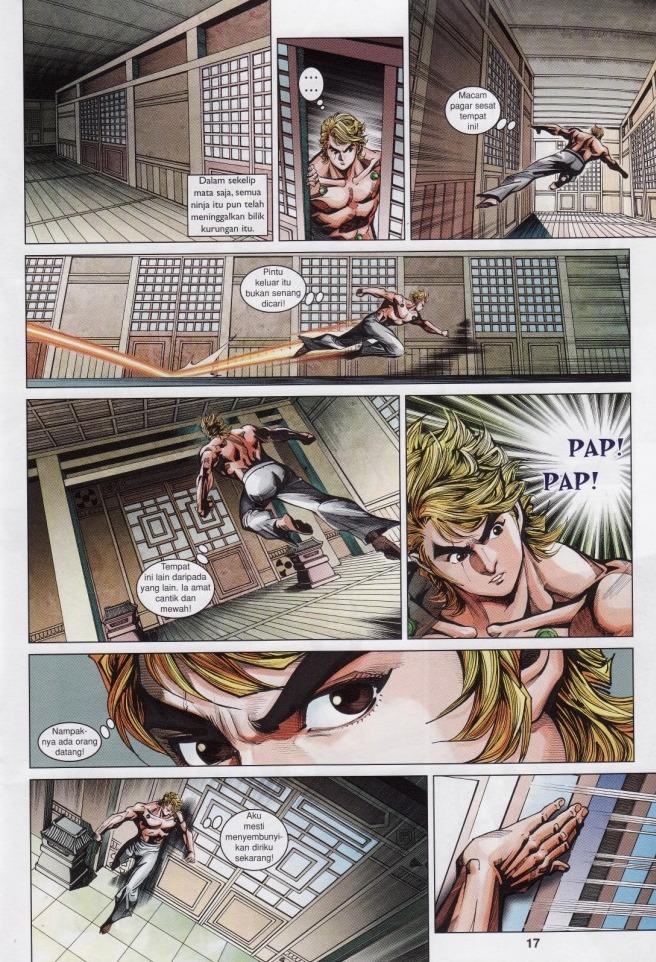 Dalam sekelip
mata saja, semua
ninja itu pun telah
meninggalkan bilik
kurungan itu.
Macam
pagar sesat
tempat
ini!
Pintu
keluar itu
bukan senang
dicari!
Tempat
ini lain daripada
yang lain. Ia amat
cantik dan
mewah!
PAP!
PAP!
Nampak-
nya ada orang
datang!
Aku
mesti
menyembunyi-
kan diriku
sekarang!
17